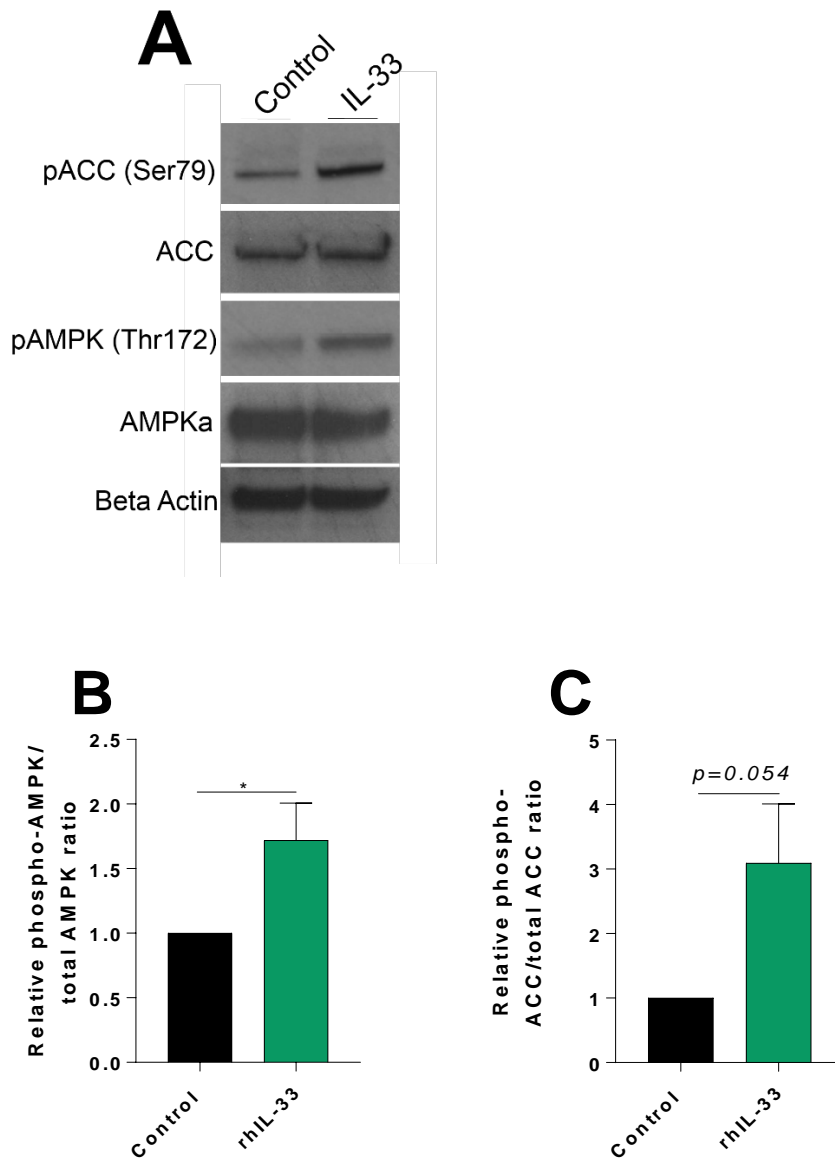 A
Control
IL-33
pACC (Ser79)
ACC
pAMPK (Thr172)
AMPKa
Beta Actin
B
Relative phospho-AMPK/
total AMPK ratio
2.5
2.0
1.5
1.0
0.5
0.0
*
Control
rhIL-33
C
Relative phospho-
ACC/total ACC ratio
5
4
3
2
1
0
p=0.054
Control
rhIL-33